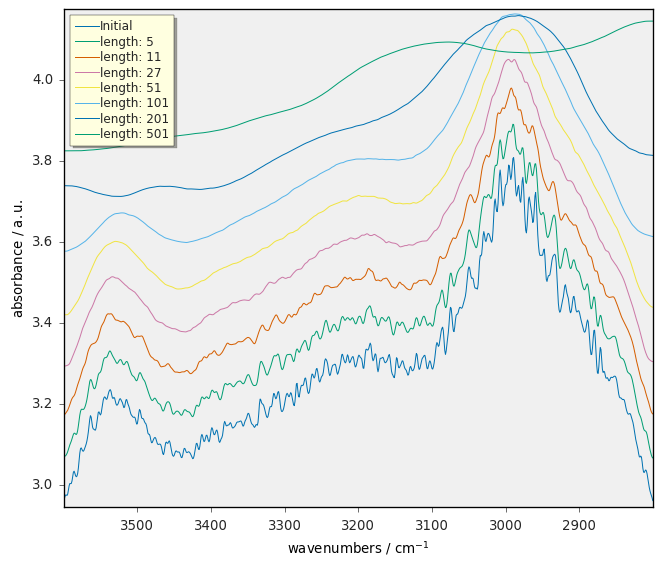 Initial
length: 5
length: 11
length: 27
length: 51
length: 101
length: 201
length: 501
4.0
3.8
3.6
3.4
3.2
3.0
absorbance / a.u.
3500 3400 3300 3200 3100 3000 2900
wavenumbers / cm⁻¹